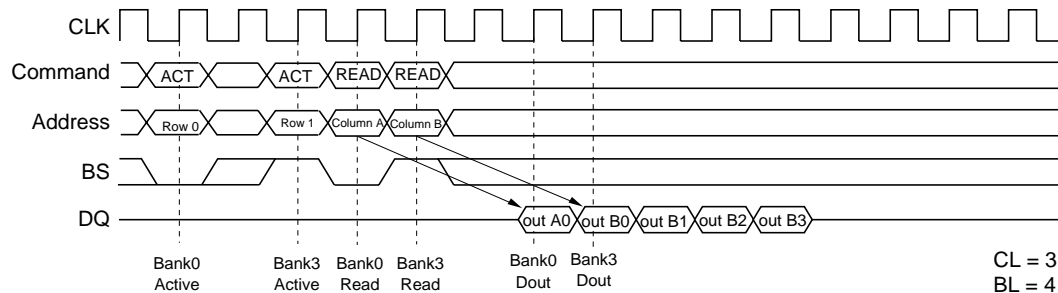 CLK
Command ACT ACT READ READ
Address Row 0 Row 1 Column A Column B
BS
DQ out A0 out B0 out B1 out B2 out B3
Bank0 Active
Bank3 Active
Bank0 Read
Bank3 Read
Bank0 Dout
Bank3 Dout
CL = 3
BL = 4